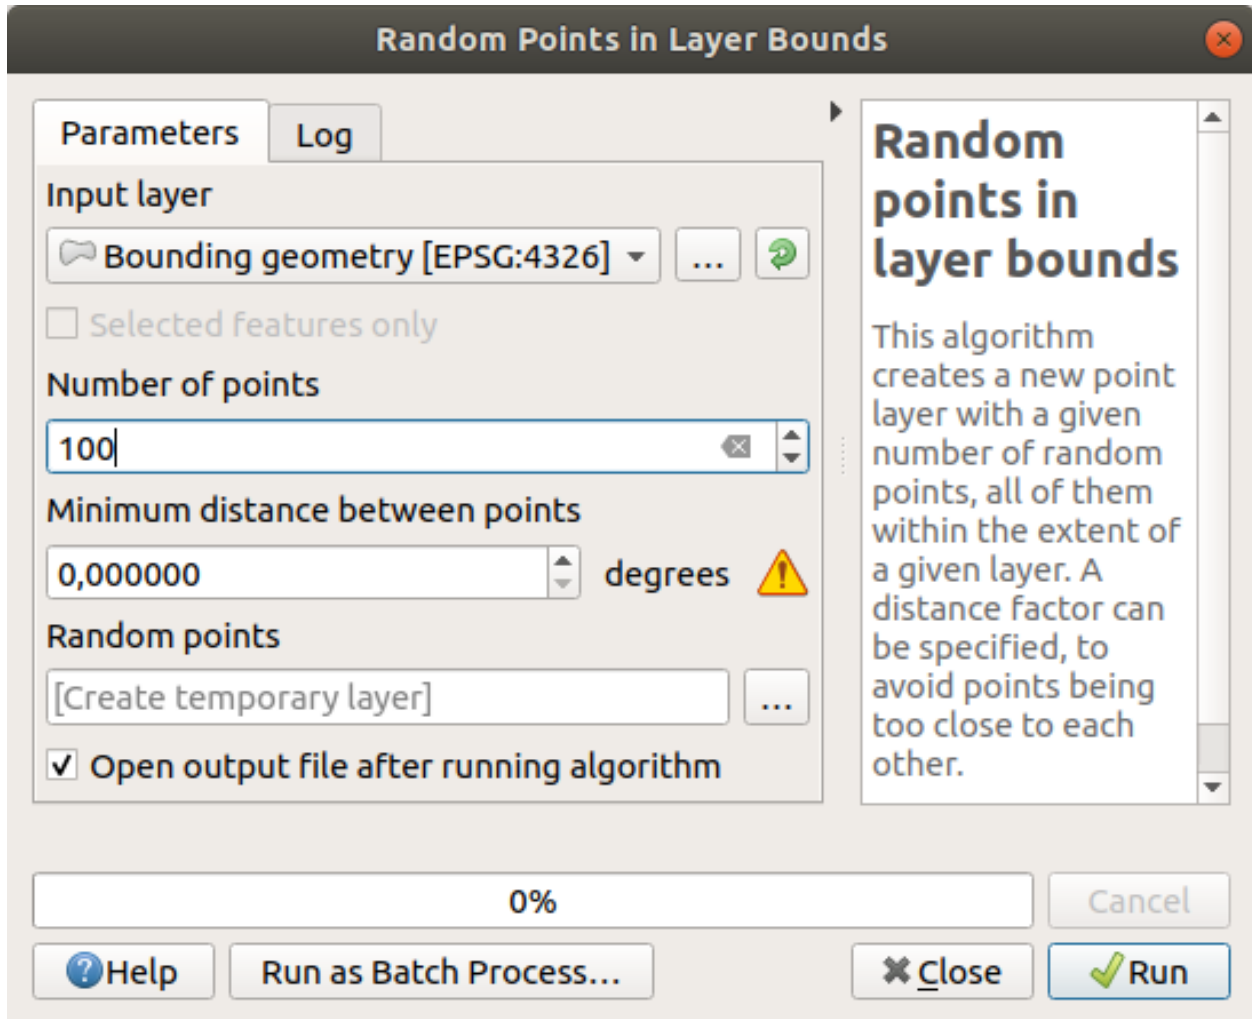 Random Points in Layer Bounds
Parameters
Log
Input layer
Bounding geometry [EPSG:4326]
...
Selected features only
Number of points
100
Minimum distance between points
0,000000
degrees
Random points
[Create temporary layer]
...
Open output file after running algorithm
Random
points in
layer bounds
This algorithm
creates a new point
layer with a given
number of random
points, all of them
within the extent of
a given layer. A
distance factor can
be specified, to
avoid points being
too close to each
other.
0%
Cancel
Help
Run as Batch Process...
Close
Run